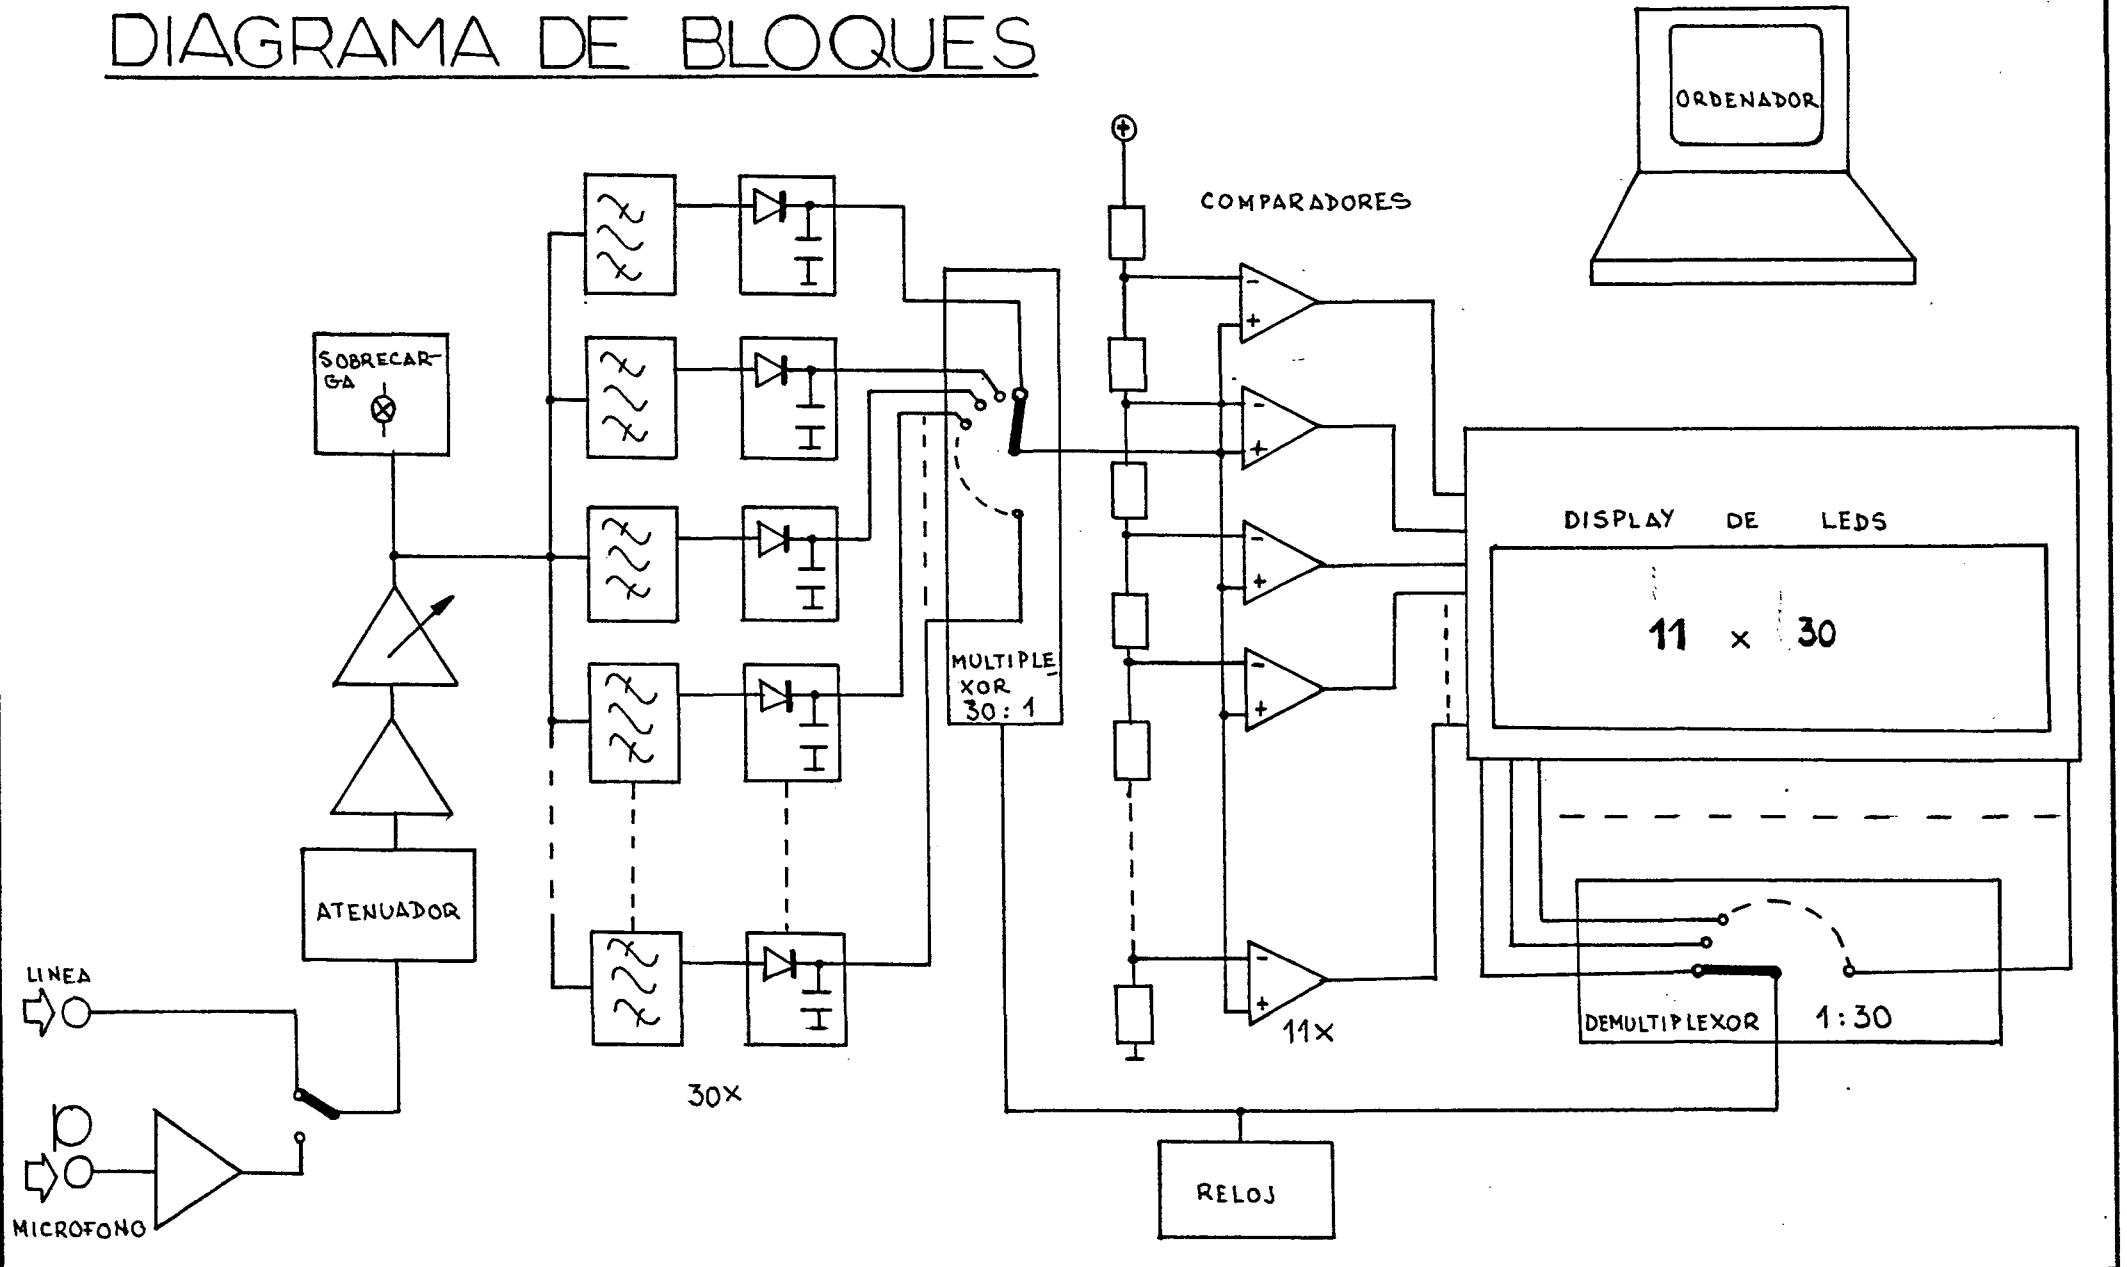 DIAGRAMA DE BLOQUES
ORDENADOR
COMPARADORES
SOBRECAR-
GA
DISPLAY DE LEDS
11 x 30
MULTIPLE-
XOR
30:1
ATENUADOR
LINEA
DEMULTIPLEXOR 1:30
11x
30x
RELOJ
MICROFONO